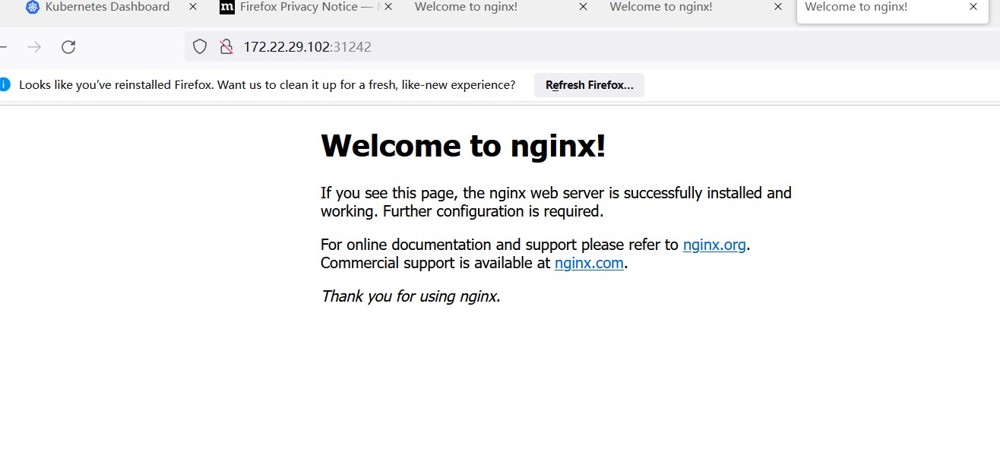 Kubernetes Dashboard
Firefox Privacy Notice —
Welcome to nginx!
Welcome to nginx!
Welcome to nginx!
172.22.29.102:31242
Looks like you’ve reinstalled Firefox. Want us to clean it up for a fresh, like-new experience?
Refresh Firefox...
Welcome to nginx!
If you see this page, the nginx web server is successfully installed and
working. Further configuration is required.
For online documentation and support please refer to nginx.org.
Commercial support is available at nginx.com.
Thank you for using nginx.